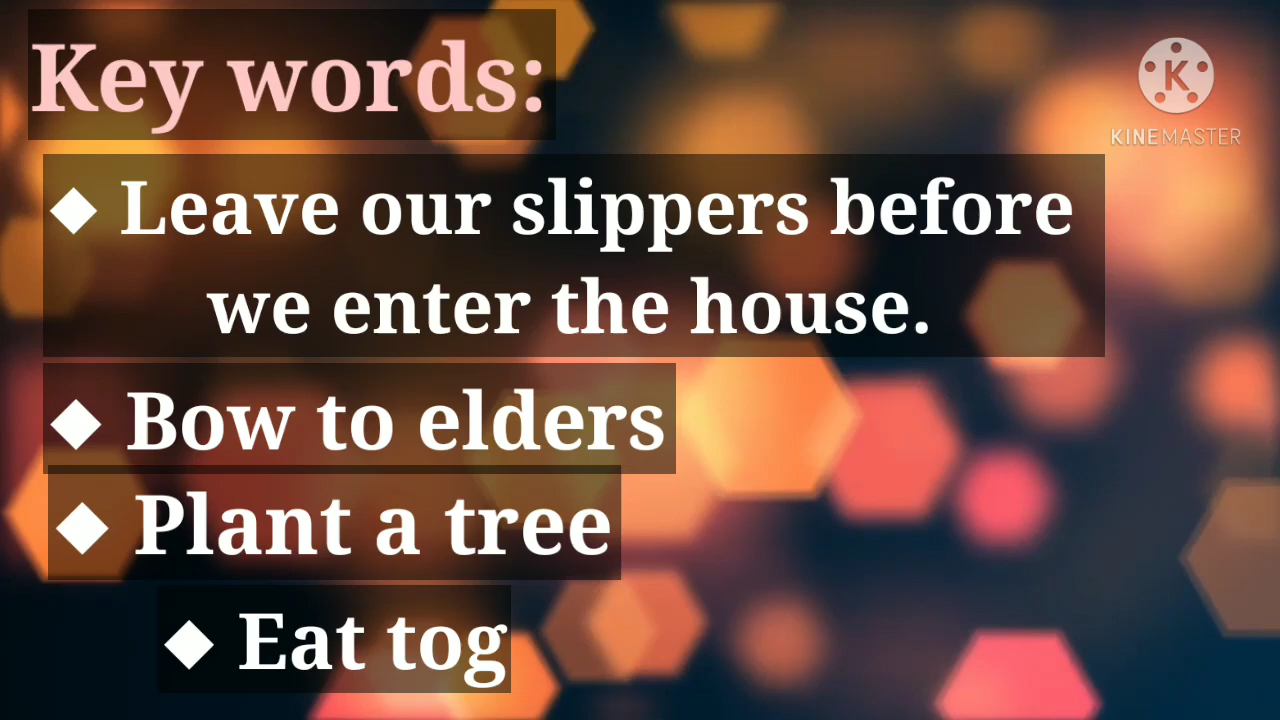 Key words:
KINEMASTER
◆ Leave our slippers before
we enter the house.
◆ Bow to elders
◆ Plant a tree
◆ Eat tog